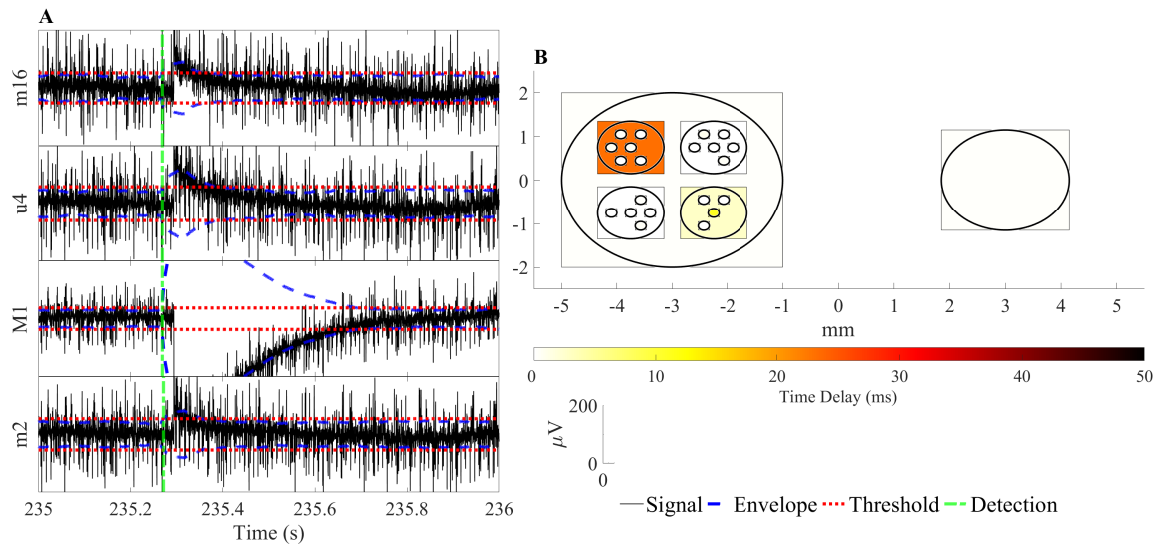 A
m16
u4
M1
m2
235 235.2 235.4 235.6 235.8 236
Time (s)
B
2
1
0
-1
-2
-5 -4 -3 -2 -1 0 1 2 3 4 5
mm
0 10 20 30 40 50
Time Delay (ms)
200
μV
0
0
Signal Envelope Threshold Detection